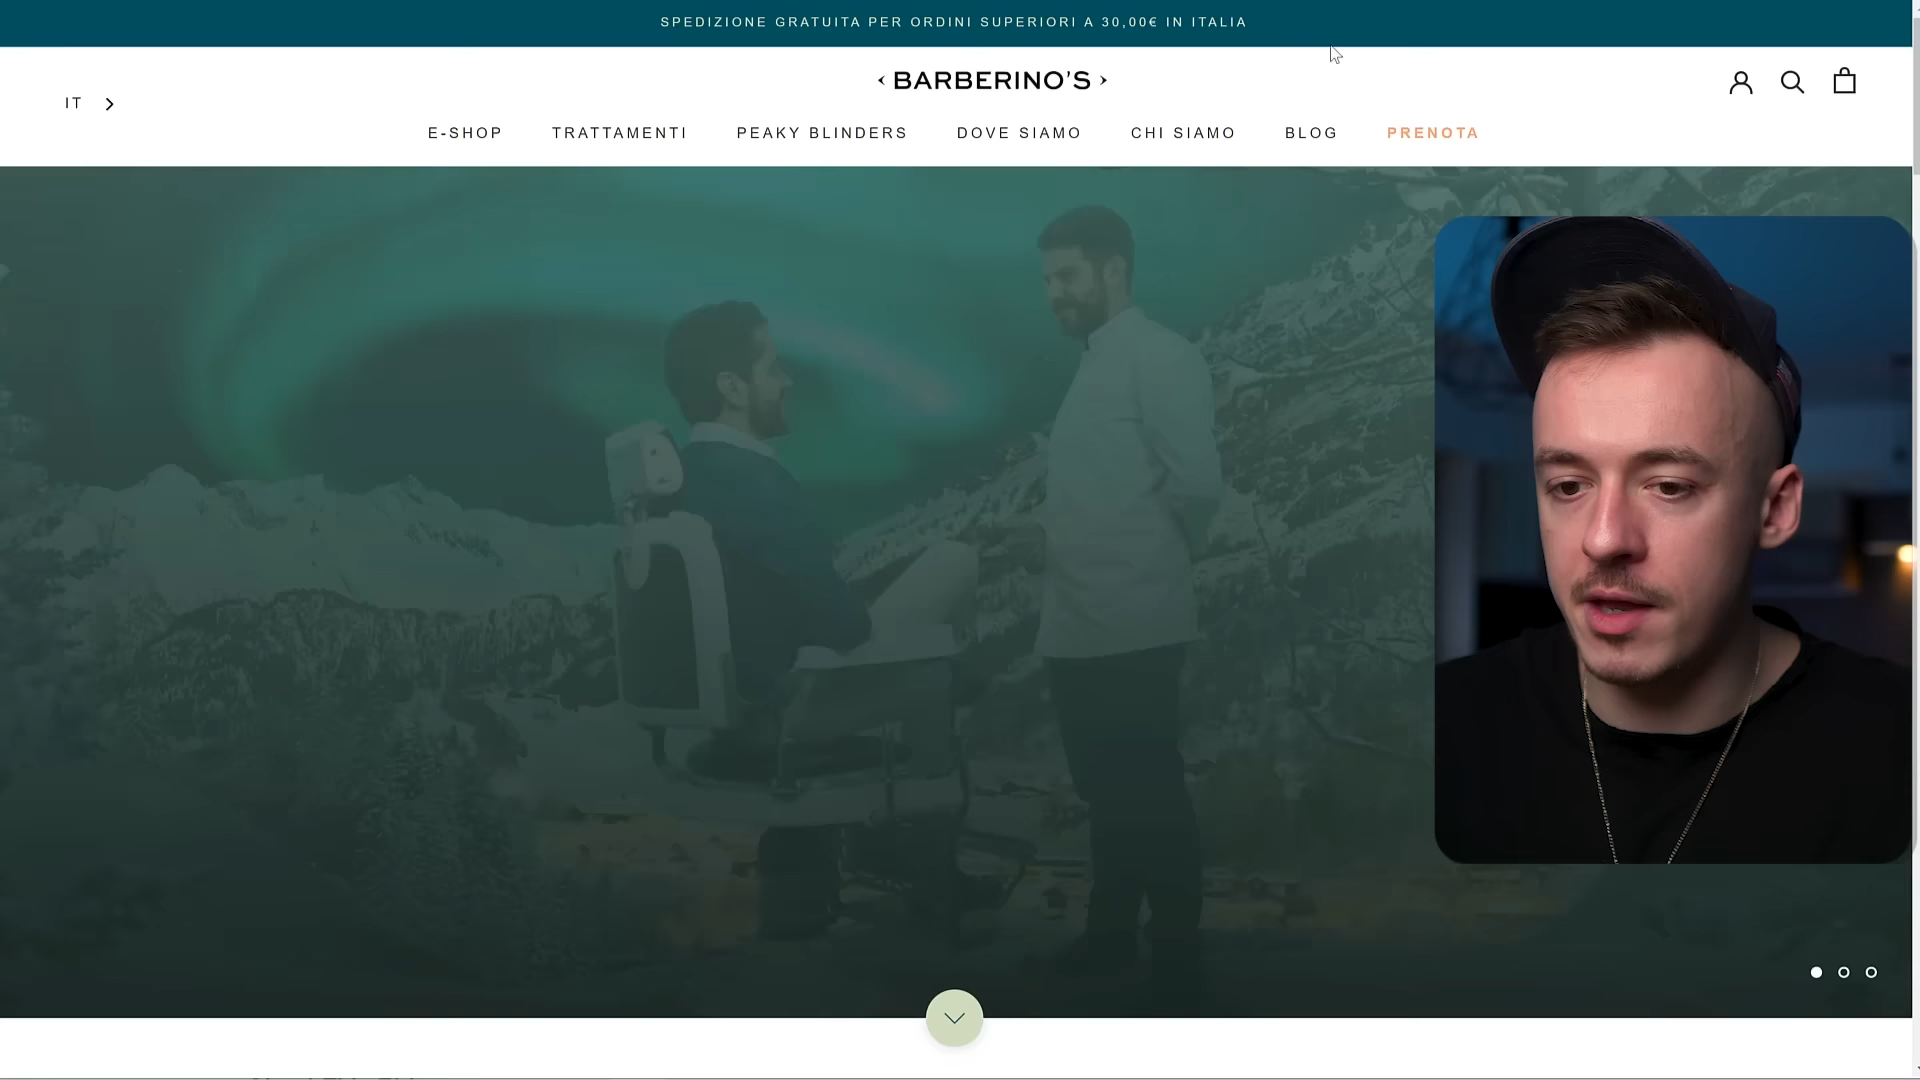 SPEDIZIONE GRATUITA PER ORDINI SUPERIORI A 30,00€ IN ITALIA
BARBERINO'S
IT
E-SHOP TRATTAMENTI PEAKY BLINDERS DOVE SIAMO CHI SIAMO BLOG PRENOTA